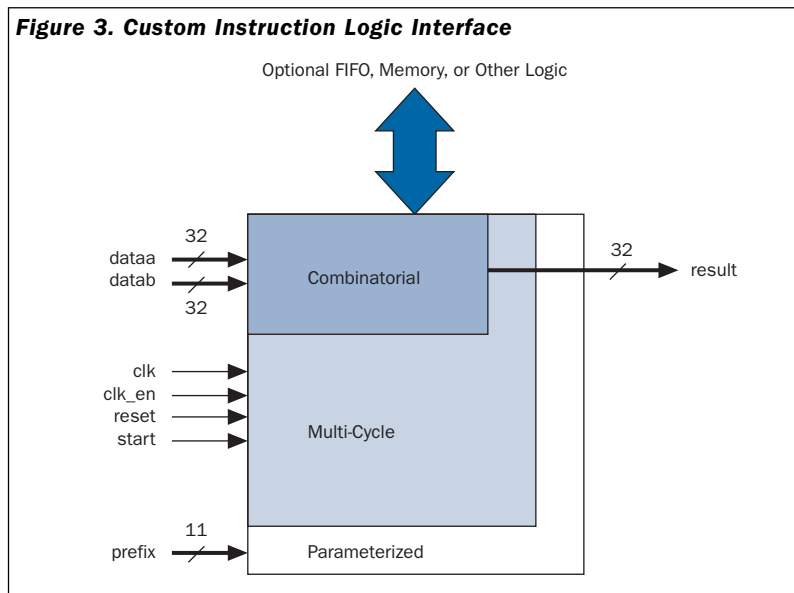 Figure 3. Custom Instruction Logic Interface
Optional FIFO, Memory, or Other Logic
32
dataa
datab
32
Combinatorial
32
result
clk
clk_en
reset
start
Multi-Cycle
11
prefix
Parameterized